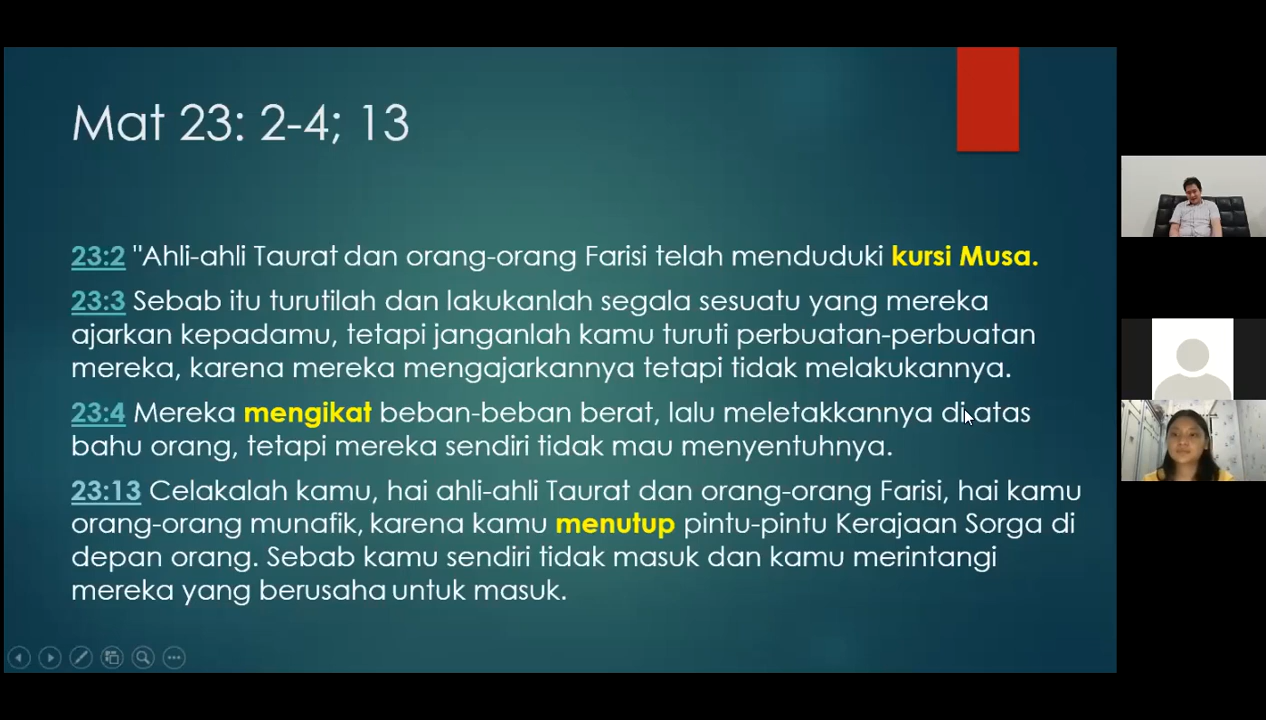 Mat 23: 2-4; 13
23:2 "Ahli-ahli Taurat dan orang-orang Farisi telah menduduki kursi Musa.
23:3 Sebab itu turutilah dan lakukanlah segala sesuatu yang mereka
ajarkan kepadamu, tetapi janganlah kamu turuti perbuatan-perbuatan
mereka, karena mereka mengajarkannya tetapi tidak melakukannya.
23:4 Mereka mengikat beban-beban berat, lalu meletakkannya di atas
bahu orang, tetapi mereka sendiri tidak mau menyentuhnya.
23:13 Celakalah kamu, hai ahli-ahli Taurat dan orang-orang Farisi, hai kamu
orang-orang munafik, karena kamu menutup pintu-pintu Kerajaan Sorga di
depan orang. Sebab kamu sendiri tidak masuk dan kamu merintangi
mereka yang berusaha untuk masuk.